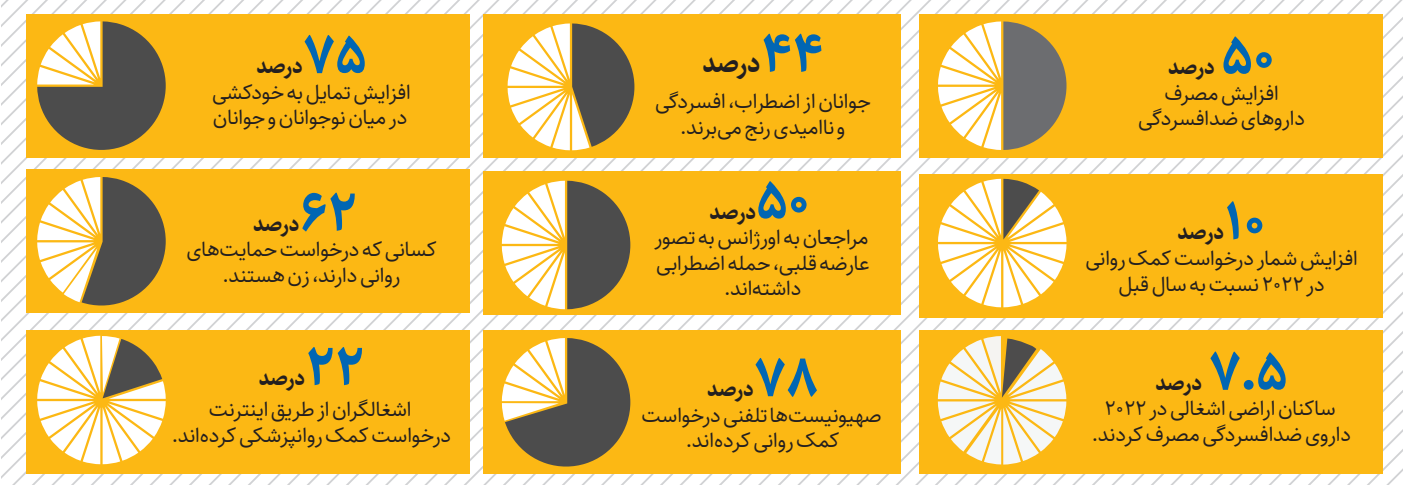 ۵۰ درصد
افزایش مصرف
داروهای ضدافسردگی
۴۴ درصد
جوانان از اضطراب، افسردگی
و ناامیدی رنج می‌برند.
۷۵ درصد
افزایش تمایل به خودکشی
در میان نوجوانان و جوانان
۱۰ درصد
افزایش شمار درخواست کمک روانی
در ۲۰۲۲ نسبت به سال قبل
۵۰ درصد
مراجعان به اورژانس به تصور
عارضه قلبی، حمله اضطرابی
داشته‌اند.
۶۲ درصد
کسانی که درخواست حمایت‌های
روانی دارند، زن هستند.
۷.۵ درصد
ساکنان اراضی اشغالی در ۲۰۲۲
داروی ضدافسردگی مصرف کردند.
۷۸ درصد
صهیونیست‌ها تلفنی درخواست
کمک روانی کرده‌اند.
۲۲ درصد
اشغالگران از طریق اینترنت
درخواست کمک روانپزشکی کرده‌اند.